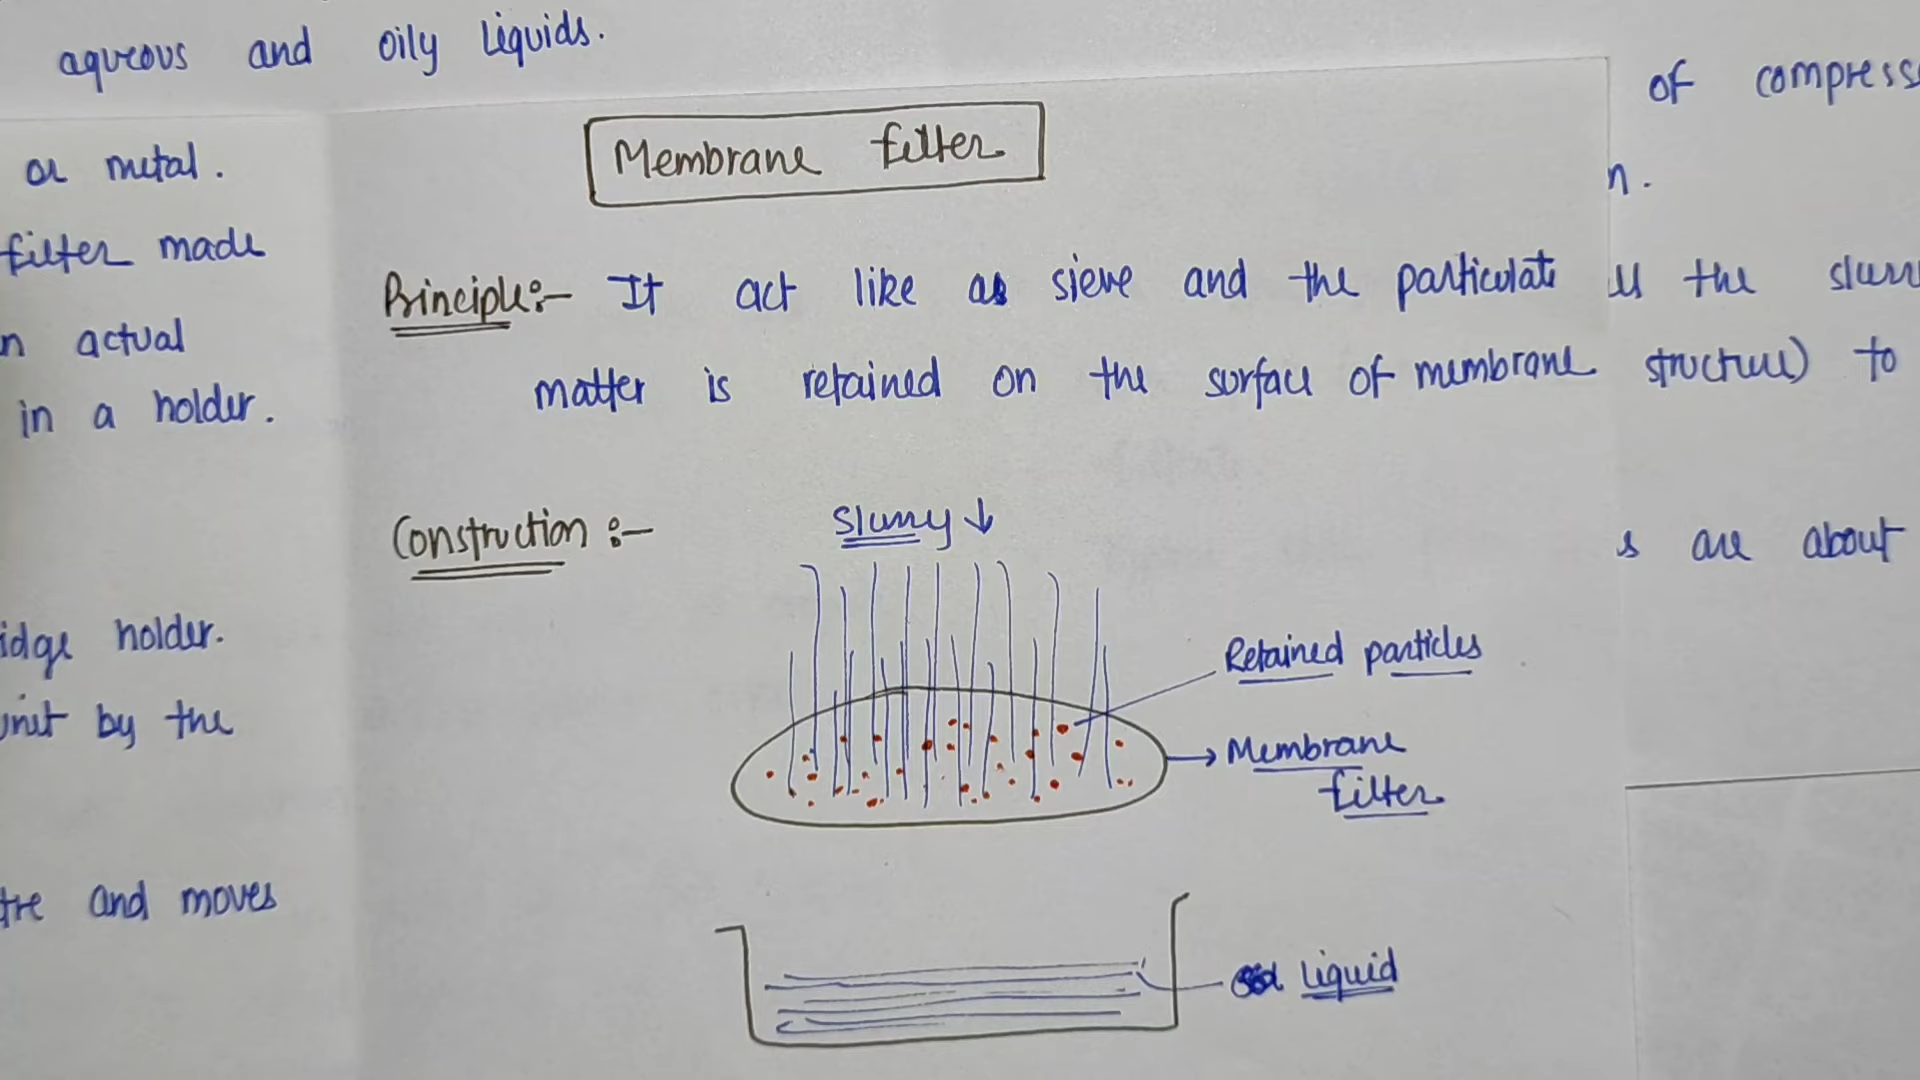 aqueous and oily liquids.
or metal.
filter made
n actual
in a holder.
idge holder.
unit by the
tre and moves
Membrane filter
Principle:- It act like as sieve and the particulate
matter is retained on the surface of membrane
Construction :-
Slurry ↓
Retained particles
→ Membrane
filter
liquid
of compress
n.
the slurr
structure) to
s are about